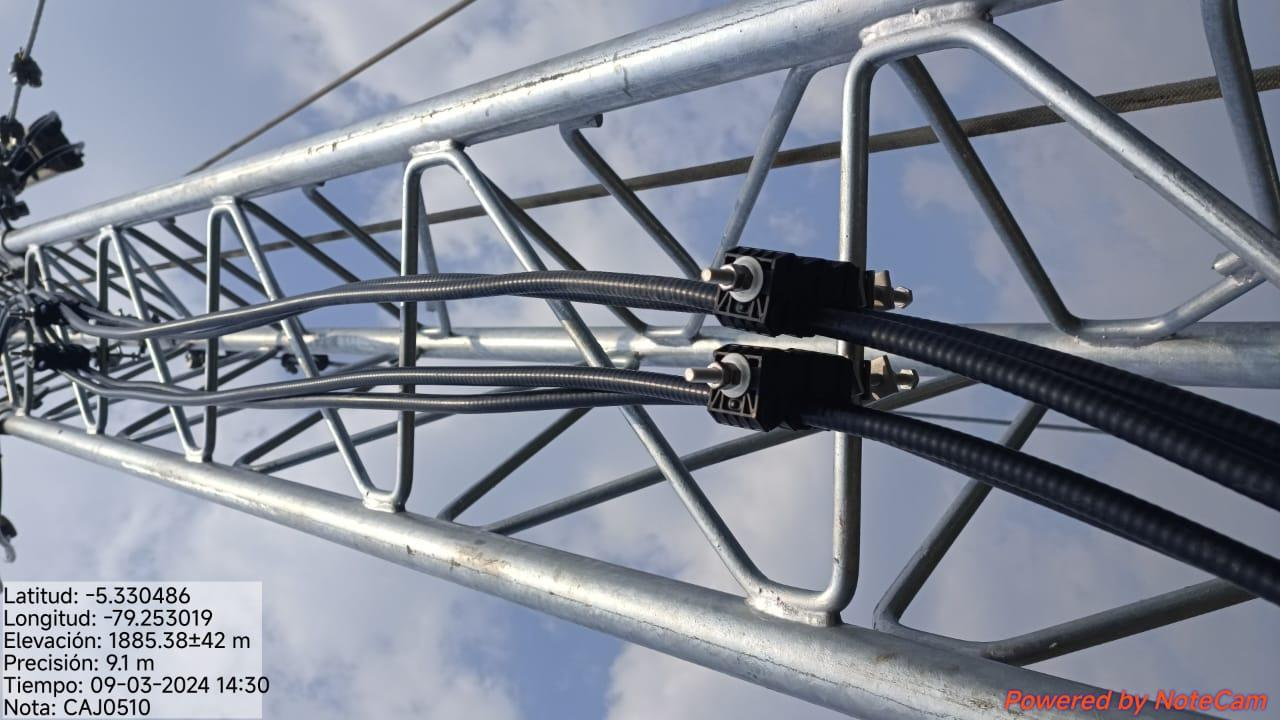 Latitud: -5.330486
Longitud: -79.253019
Elevación: 1885.38±42 m
Precisión: 9.1 m
Tiempo: 09-03-2024 14:30
Nota: CAJ0510
Powered by NoteCam